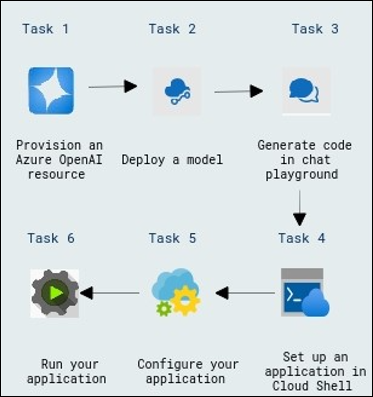 Task 1
Task 2
Task 3
Provision an
Azure OpenAI
resource
Deploy a model
Generate code
in chat
playground
Task 6
Task 5
Task 4
Run your
application
Configure your
application
Set up an
application in
Cloud Shell